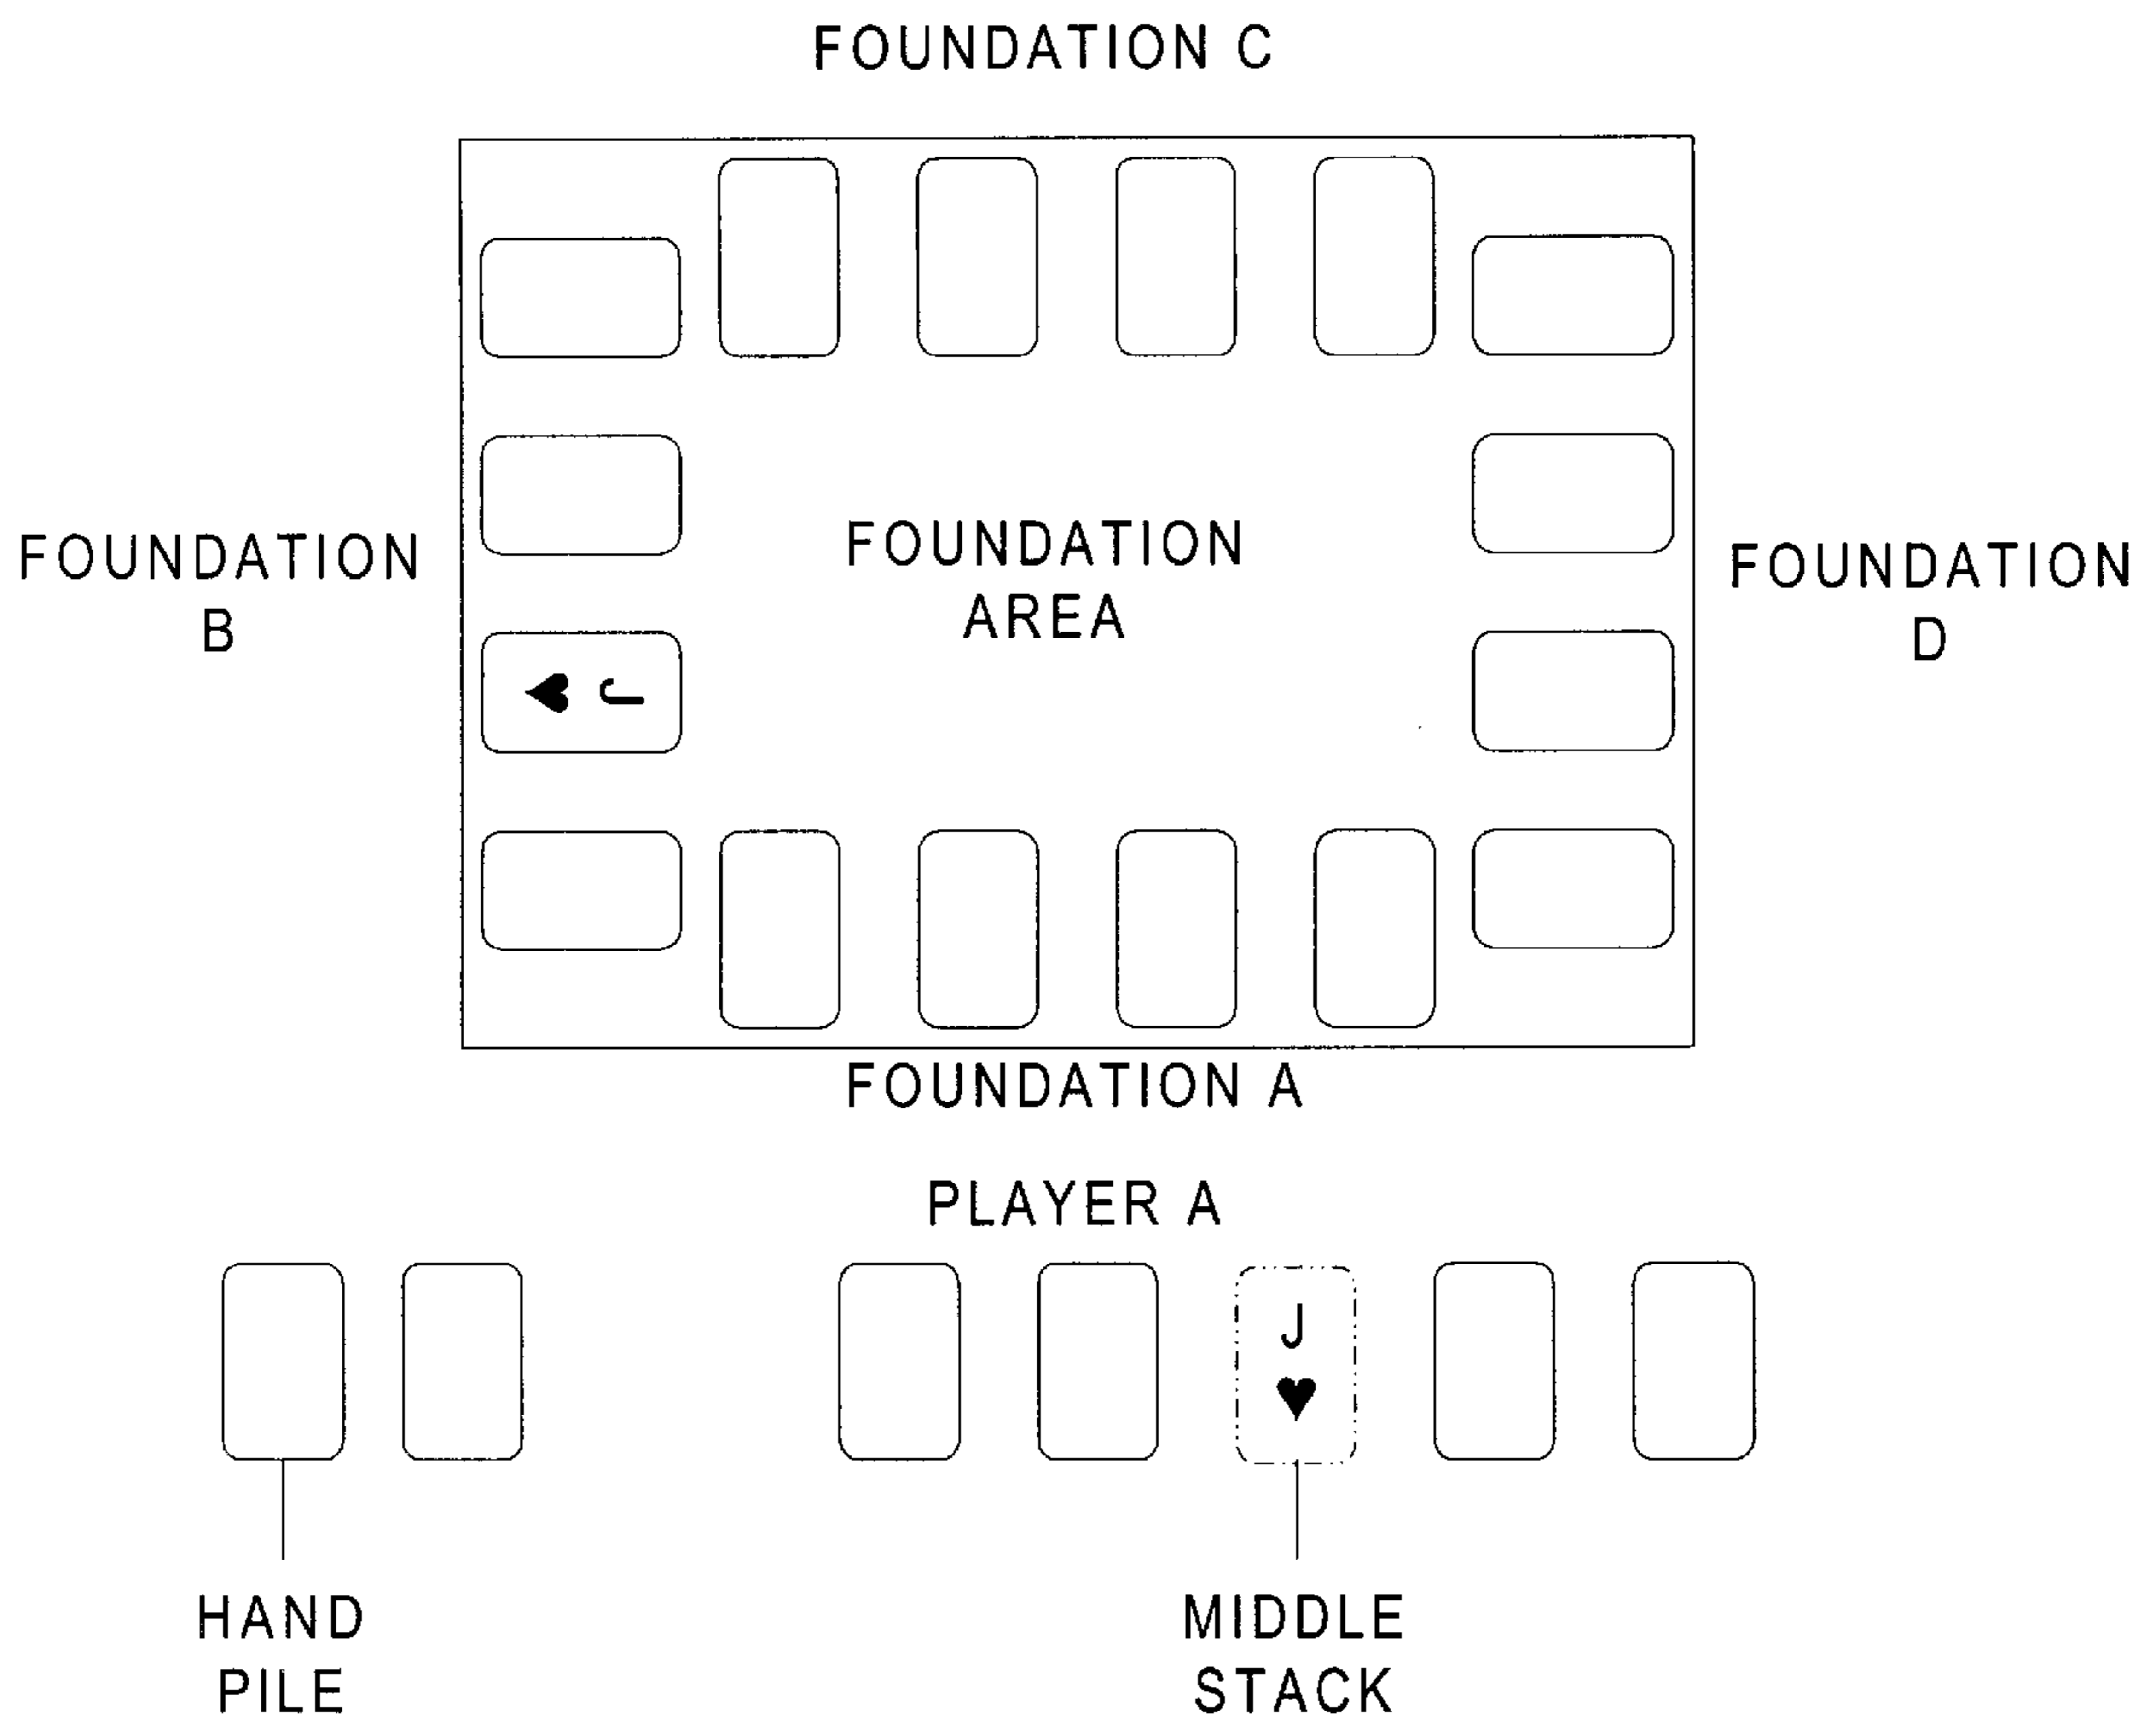 FOUNDATION C
FOUNDATION
B
FOUNDATION
AREA
FOUNDATION
D
J
FOUNDATION A
PLAYER A
J
HAND
PILE
MIDDLE
STACK